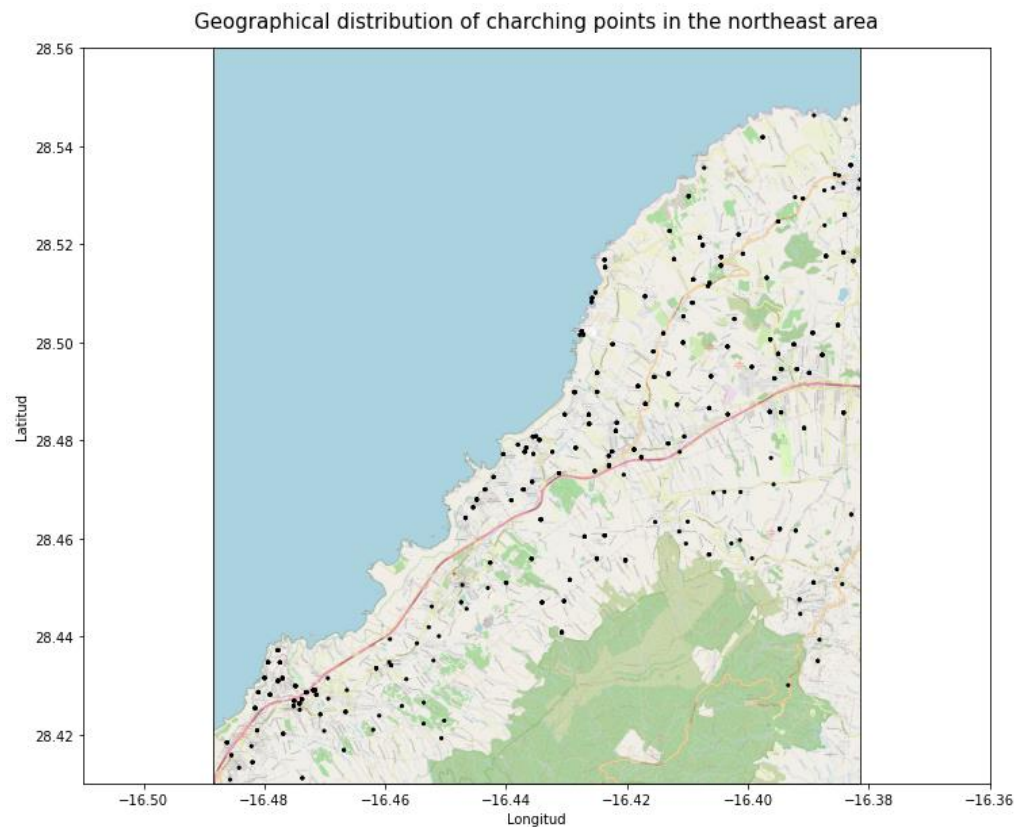 Geographical distribution of charching points in the northeast area
28.56
28.54
28.52
28.50
28.48
28.46
28.44
28.42
Latitud
−16.50 −16.48 −16.46 −16.44 −16.42 −16.40 −16.38 −16.36
Longitud